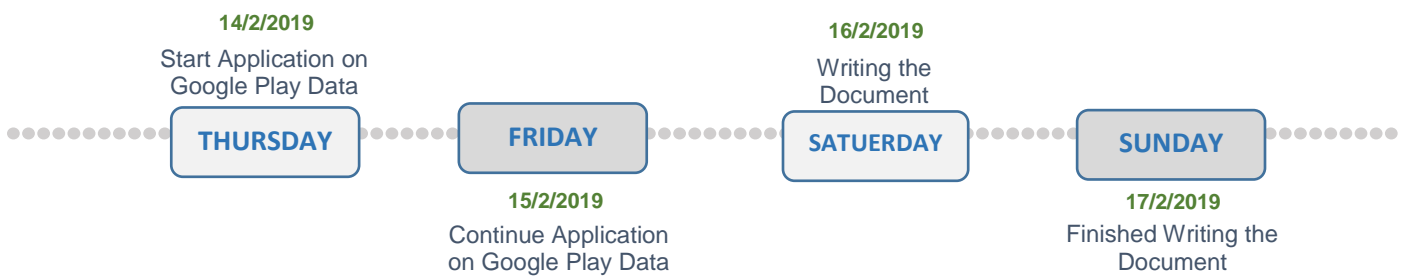 14/2/2019
Start Application on
Google Play Data
THURSDAY
FRIDAY
15/2/2019
Continue Application
on Google Play Data
16/2/2019
Writing the
Document
SATUERDAY
SUNDAY
17/2/2019
Finished Writing the
Document